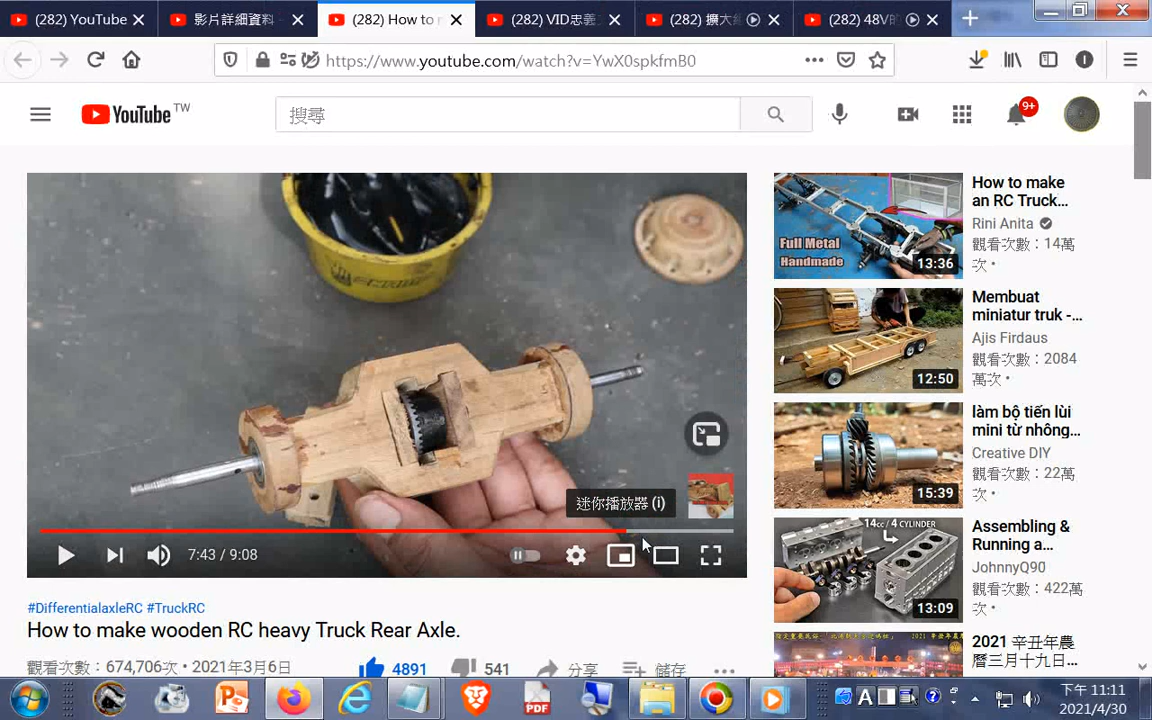 (282) YouTube
影片詳細資料 -
(282) How to m
(282) VID忠義
(282) 擴大終
(282) 48V的
https://www.youtube.com/watch?v=YwX0spkfmB0
YouTube TW
搜尋
9+
迷你播放器 (i)
7:43 / 9:08
#DifferentialaxleRC #TruckRC
How to make wooden RC heavy Truck Rear Axle.
觀看次數：674,706次 • 2021年3月6日
4891
541
分享
儲存
Full Metal
Handmade
13:36
How to make
an RC Truck...
Rini Anita
觀看次數：14萬
次 •
12:50
Membuat
miniatur truk -...
Ajis Firdaus
觀看次數：2084
萬次 •
15:39
làm bộ tiến lùi
mini từ nhông...
Creative DIY
觀看次數：22萬
次 •
14cc / 4 CYLINDER
13:09
Assembling &
Running a...
JohnnyQ90
觀看次數：422萬
次 •
2021 辛丑年農
曆三月十九日...
PDF
下午 11:11
2021/4/30